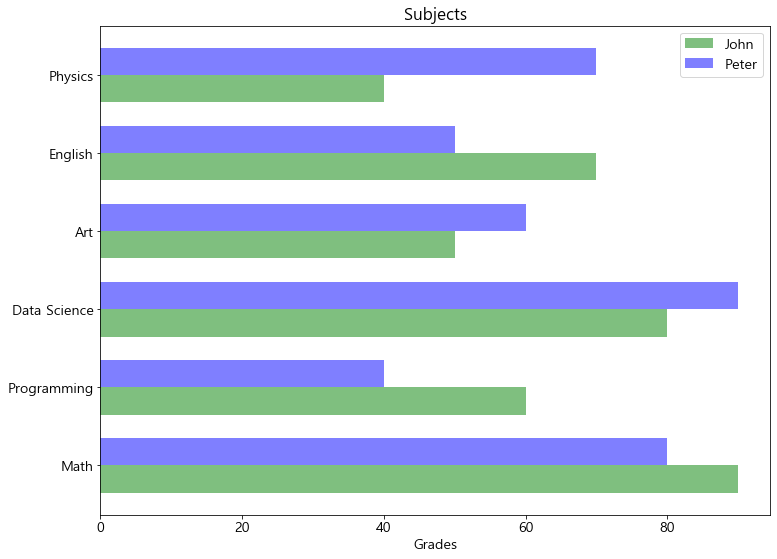 Subjects
John
Peter
Physics
English
Art
Data Science
Programming
Math
0 20 40 60 80
Grades